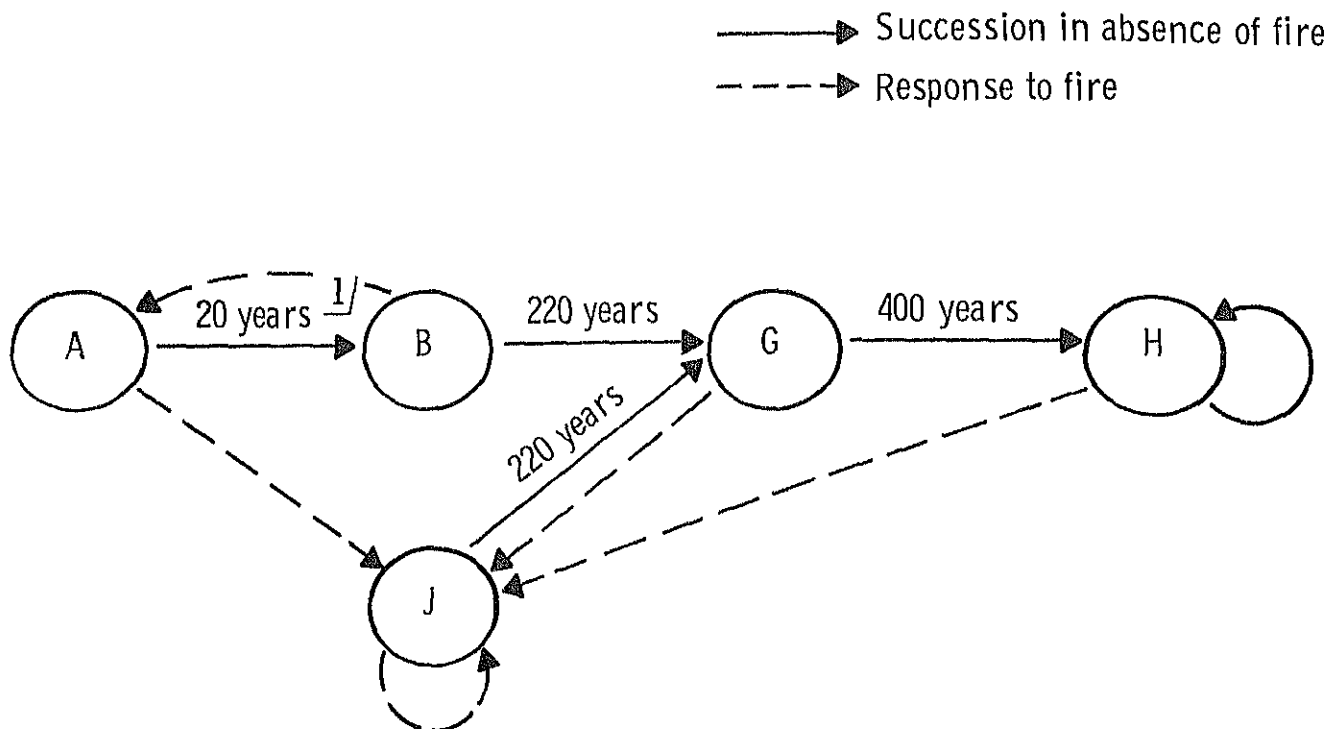 Succession in absence of fire
Response to fire
20 years 1/
220 years
400 years
A
B
G
H
220 years
J